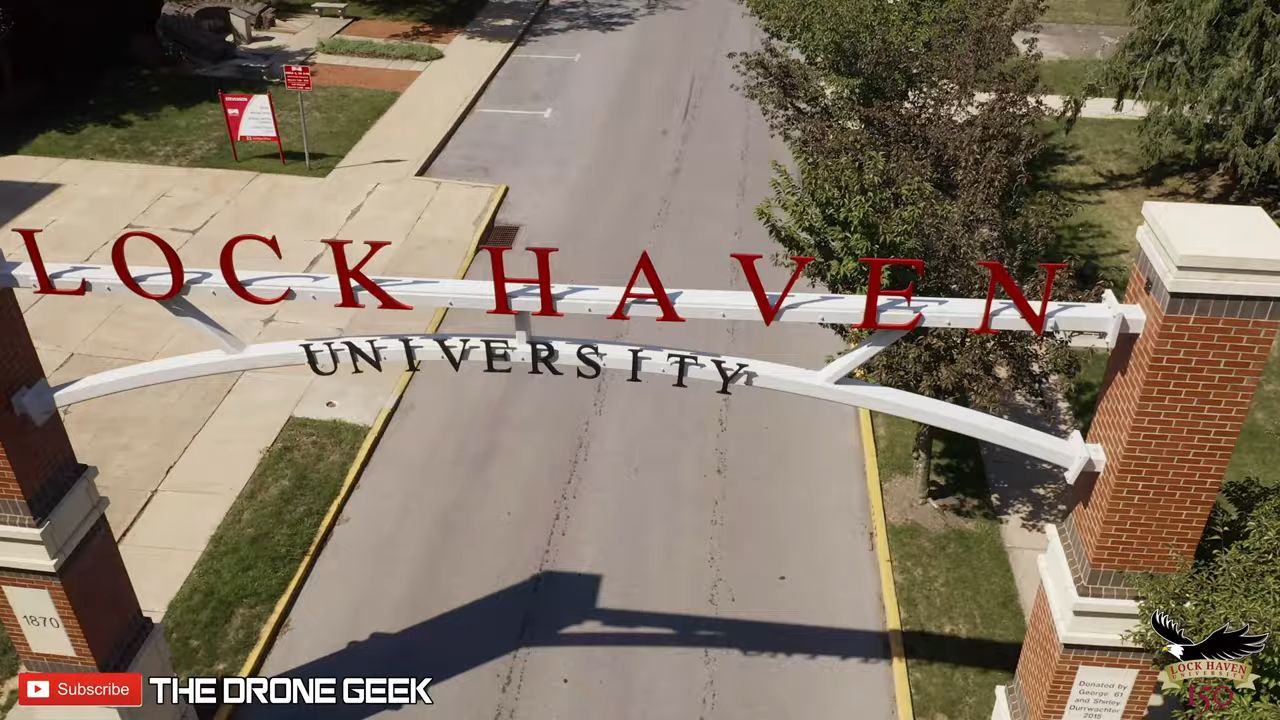 LOCK HAVEN
UNIVERSITY
1870
Donated by
George 61
and Shirley
Durrwachter
2015
Subscribe
THE DRONE GEEK
LOCK HAVEN
UNIVERSITY
150